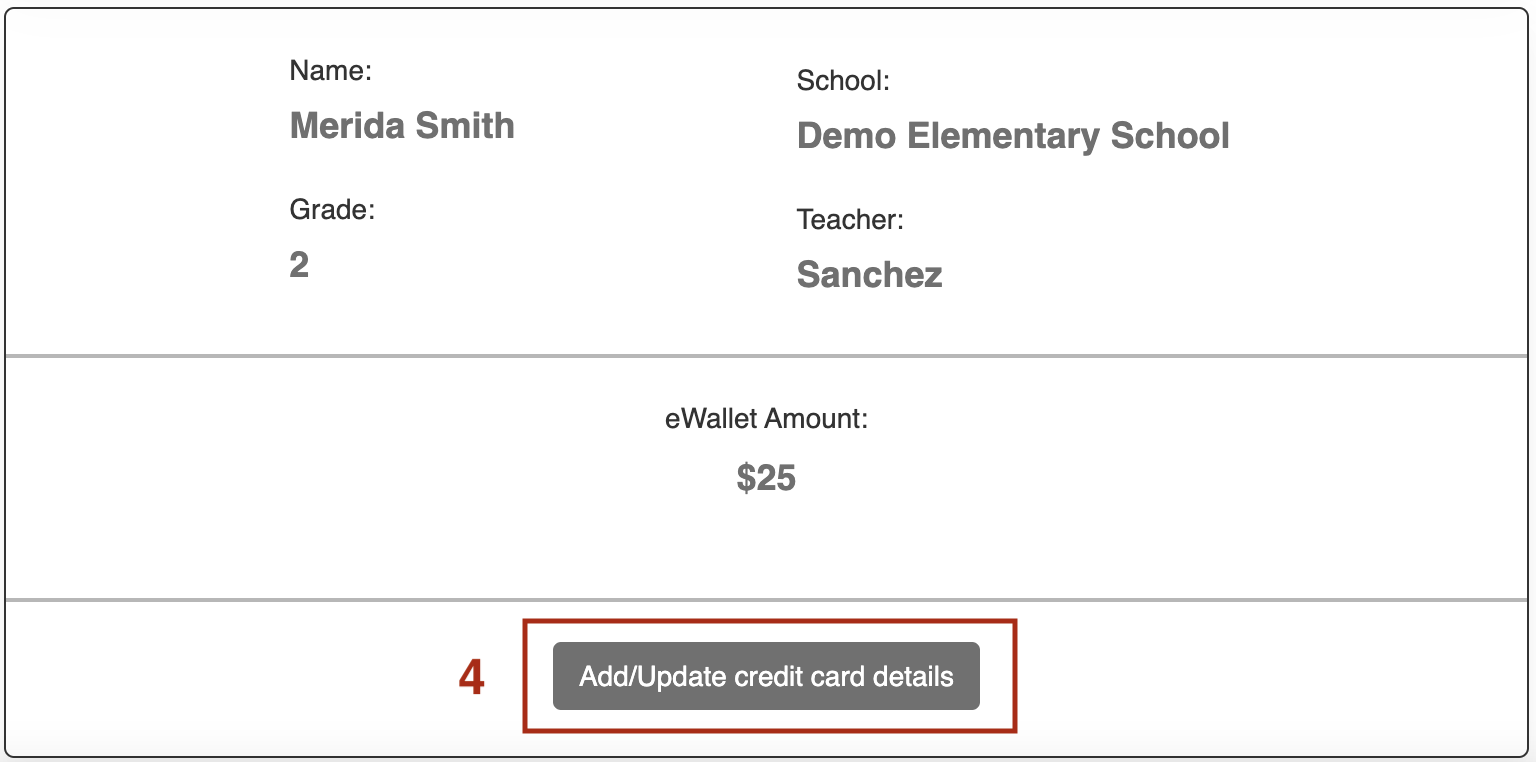 Name:
Merida Smith
School:
Demo Elementary School
Grade:
2
Teacher:
Sanchez
eWallet Amount:
$25
4
Add/Update credit card details